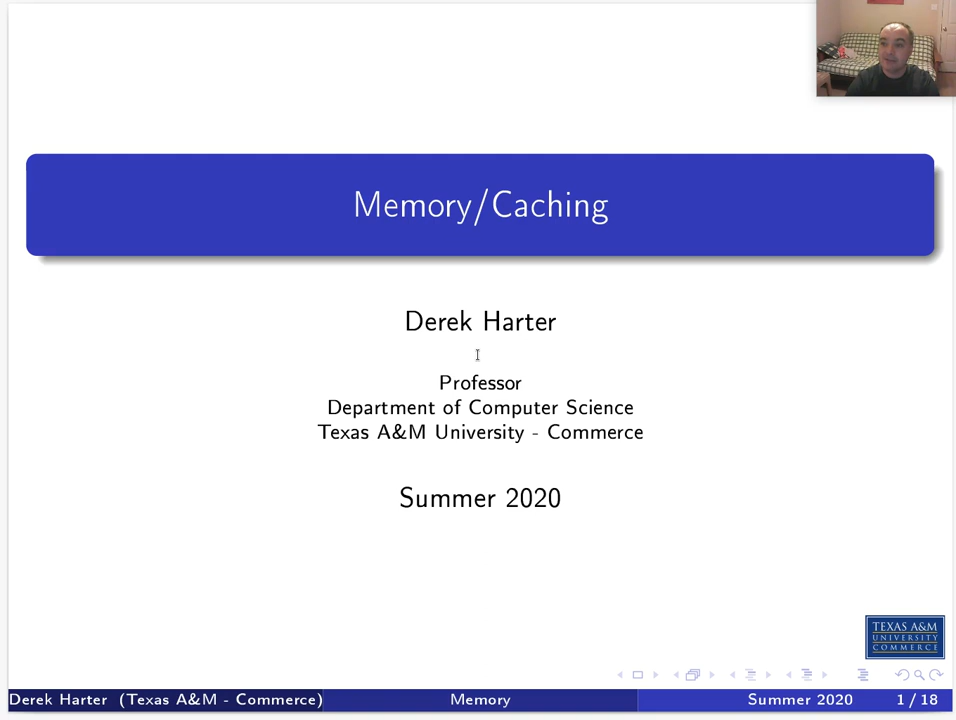 Memory/Caching
Derek Harter
Professor
Department of Computer Science
Texas A&M University - Commerce
Summer 2020
TEXAS A&M
UNIVERSITY
COMMERCE
Derek Harter (Texas A&M - Commerce) Memory Summer 2020 1 / 18